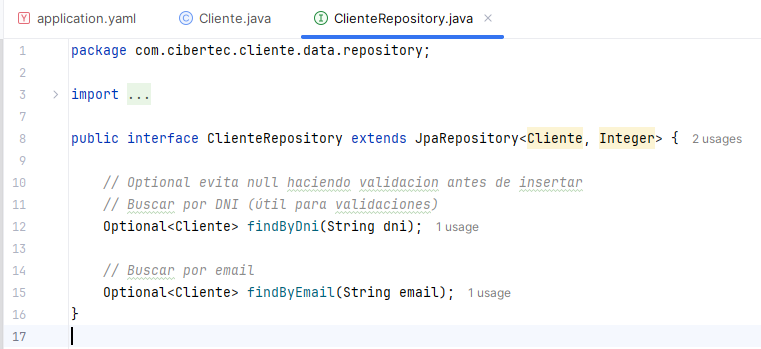 application.yaml Cliente.java ClienteRepository.java
1 package com.cibertec.cliente.data.repository;
2
3 import ...
7
8 public interface ClienteRepository extends JpaRepository<Cliente, Integer> { 2 usages
9
10 // Optional evita null haciendo validacion antes de insertar
11 // Buscar por DNI (útil para validaciones)
12 Optional<Cliente> findByDni(String dni); 1 usage
13
14 // Buscar por email
15 Optional<Cliente> findByEmail(String email); 1 usage
16 }
17